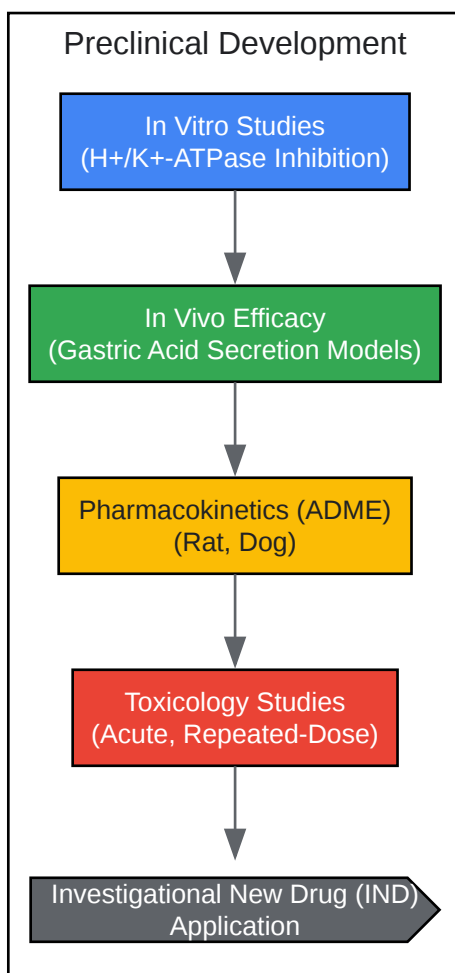 Preclinical Development
In Vitro Studies
(H+/K+-ATPase Inhibition)
In Vivo Efficacy
(Gastric Acid Secretion Models)
Pharmacokinetics (ADME)
(Rat, Dog)
Toxicology Studies
(Acute, Repeated-Dose)
Investigational New Drug (IND)
Application